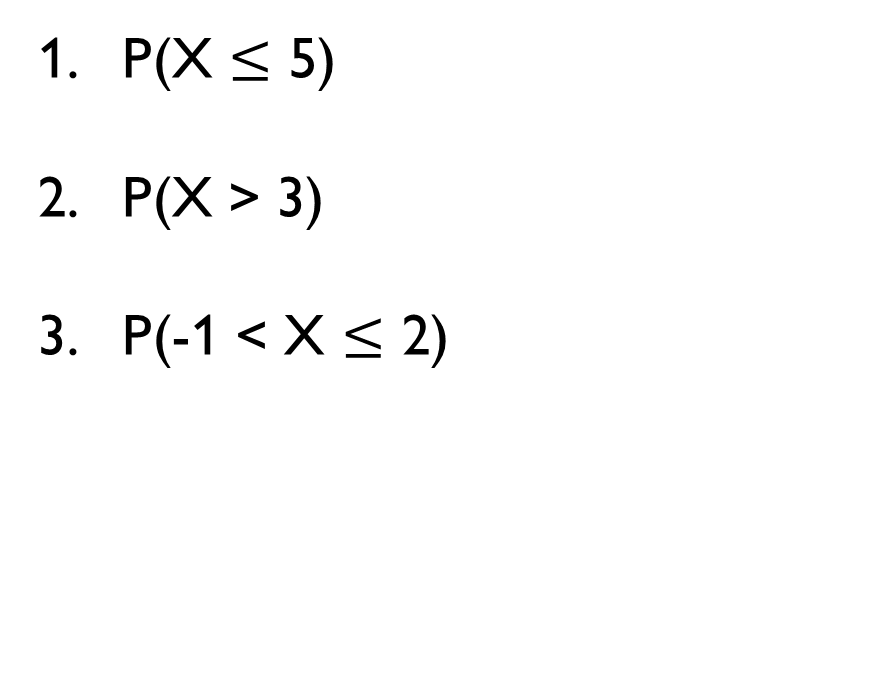 1. P(X ≤ 5)
2. P(X > 3)
3. P(-1 < X ≤ 2)